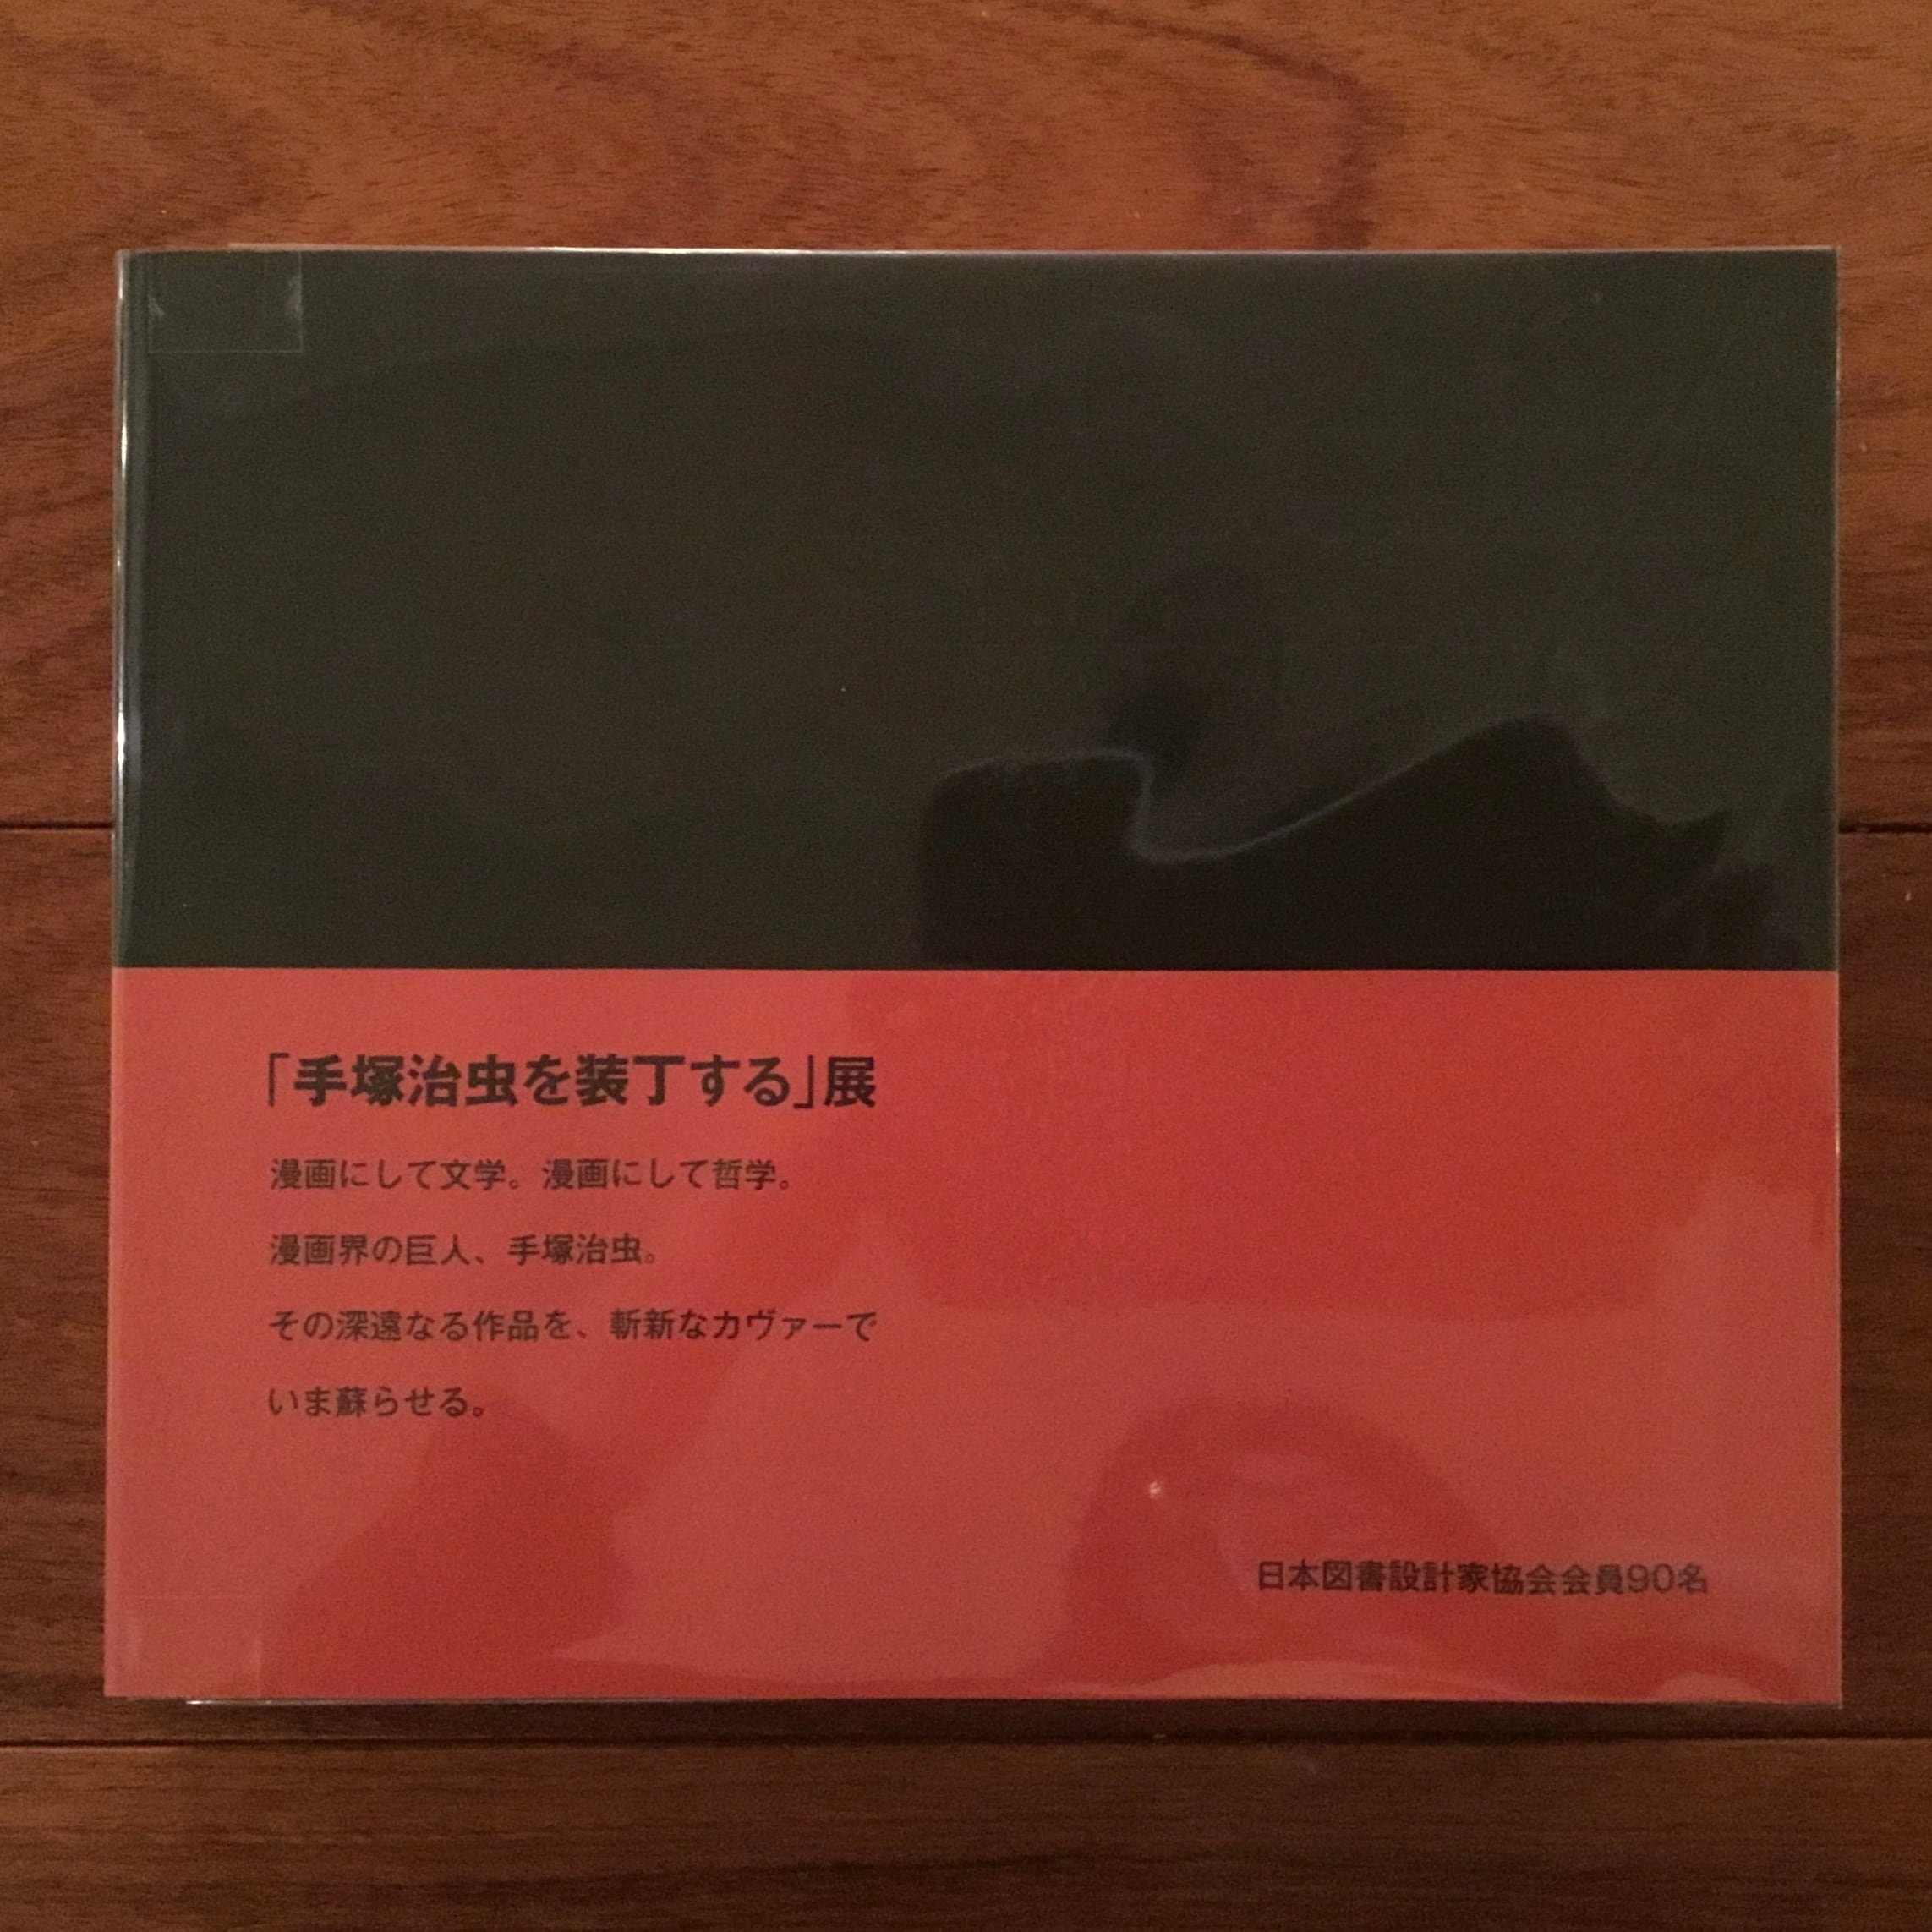 「手塚治虫を装丁する」展
漫画にして文学。漫画にして哲学。
漫画界の巨人、手塚治虫。
その深遠なる作品を、斬新なカヴァーで
いま蘇らせる。
日本図書設計家協会会員90名